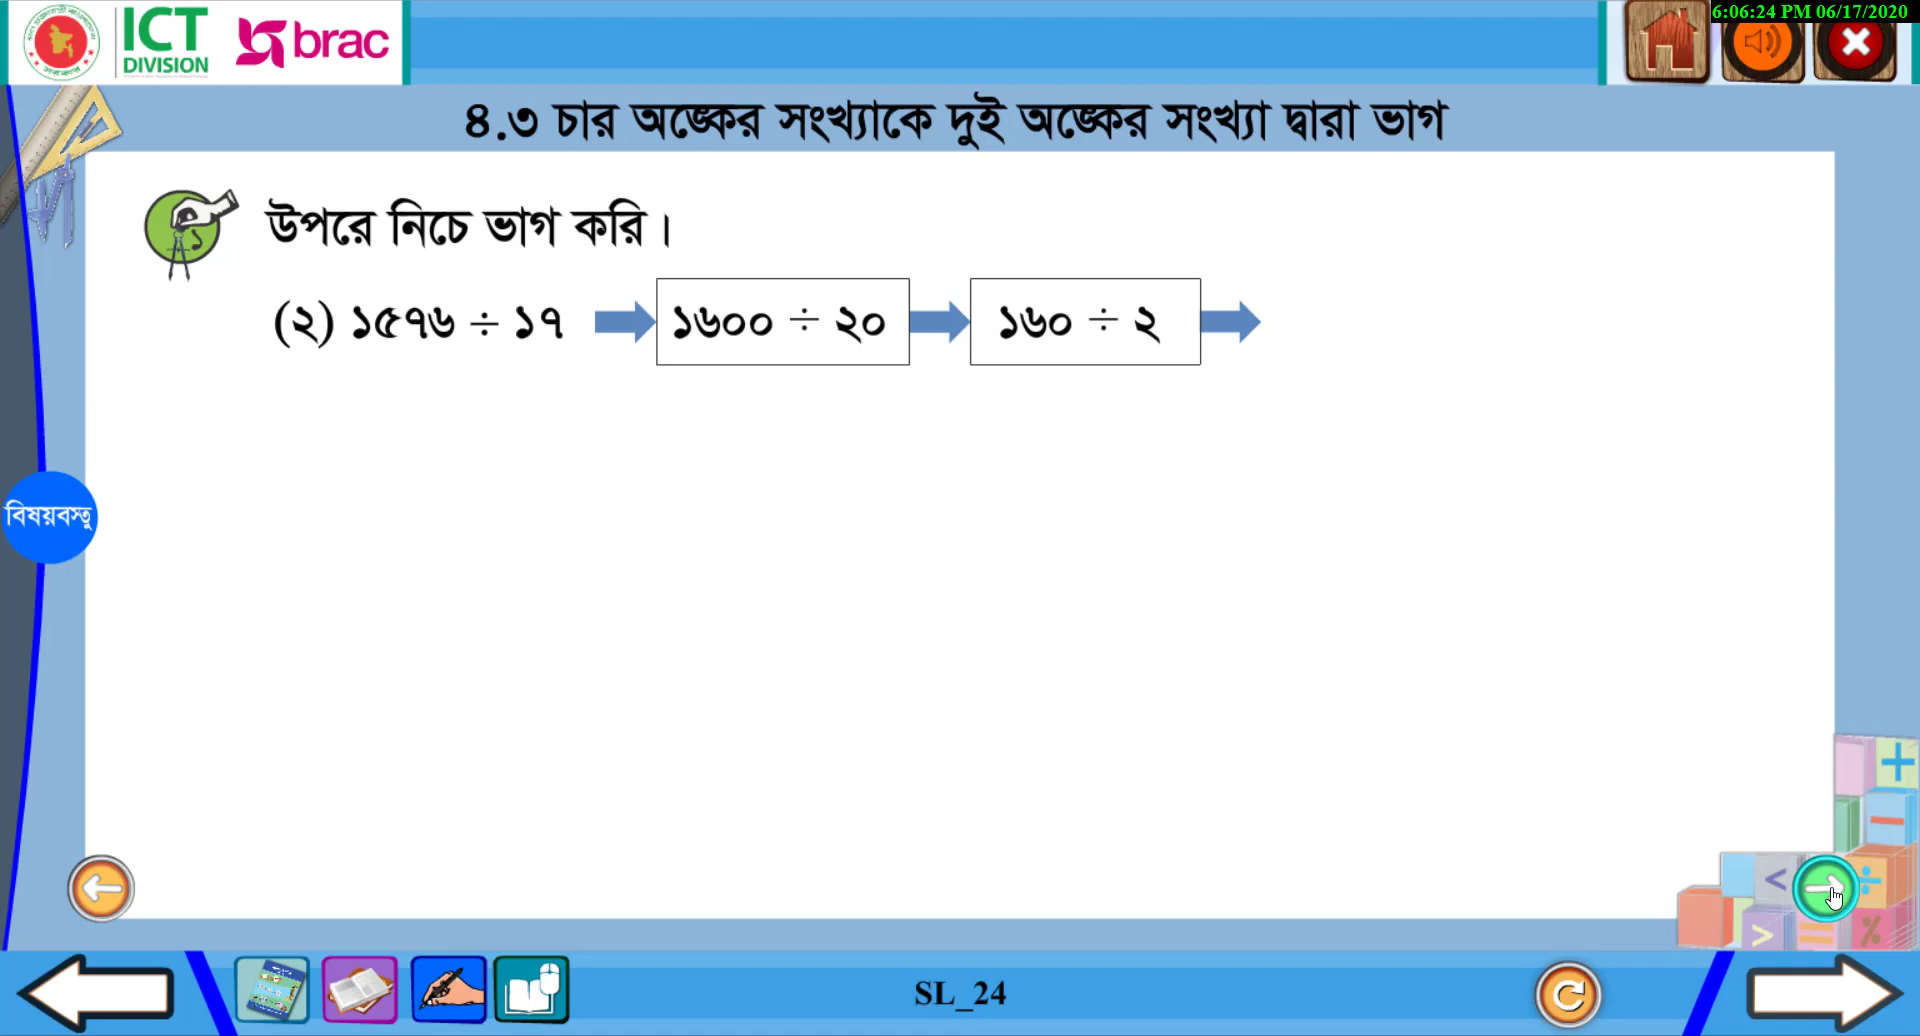 ICT
DIVISION
brac
6:06:24 PM 06/17/2020
৪.৩ চার অঙ্কের সংখ্যাকে দুই অঙ্কের সংখ্যা দ্বারা ভাগ
উপরে নিচে ভাগ করি।
(২) ১৫৭৬ ÷ ১৭ ১৬০০ ÷ ২০ ১৬০ ÷ ২
বিষয়বস্তু
SL_24